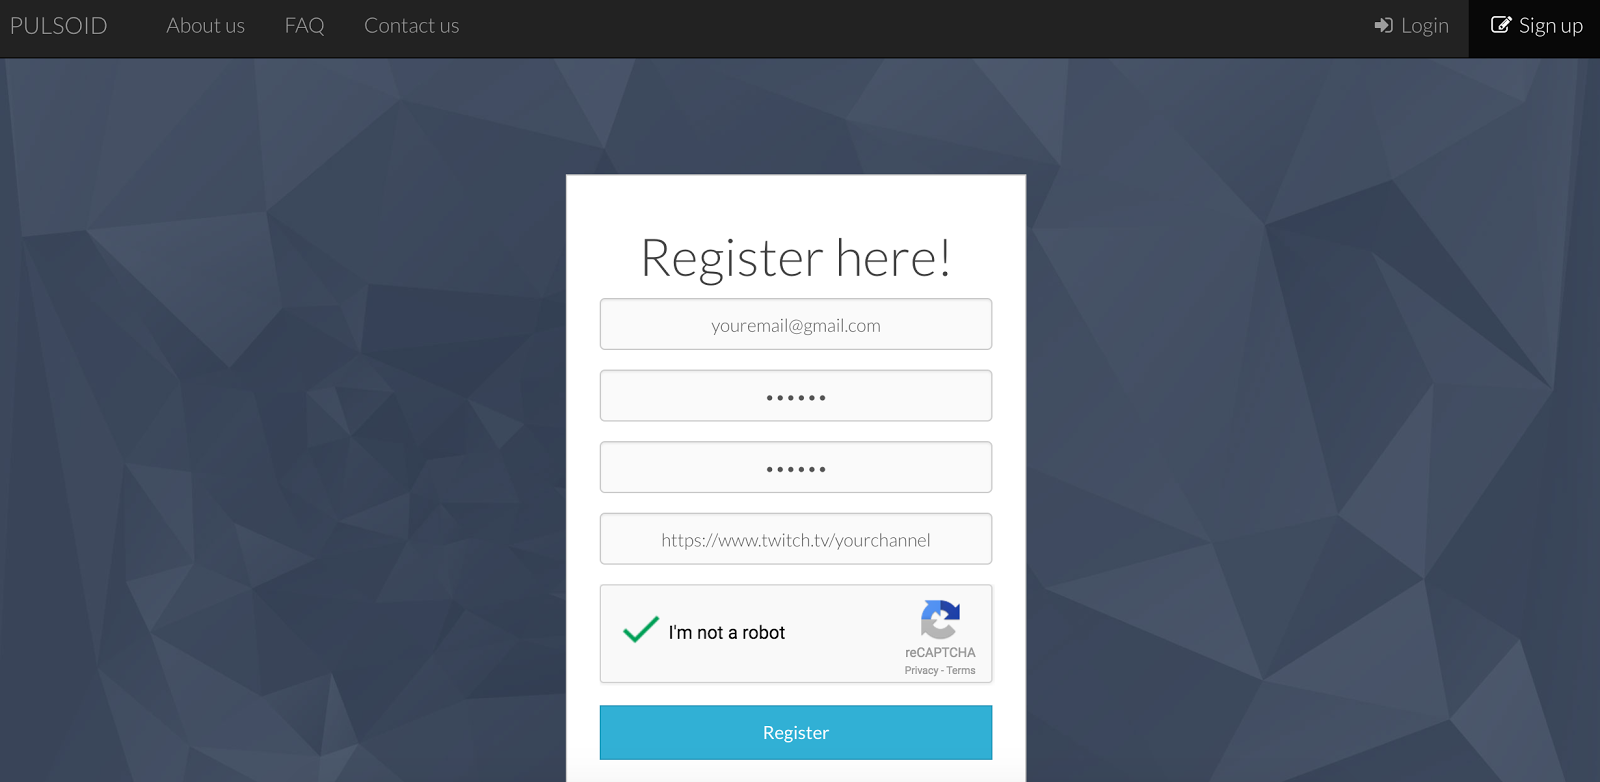 PULSOID About us FAQ Contact us Login Sign up
Register here!
youremail@gmail.com
••••••
••••••
https://www.twitch.tv/yourchannel
I'm not a robot
reCAPTCHA
Privacy - Terms
Register